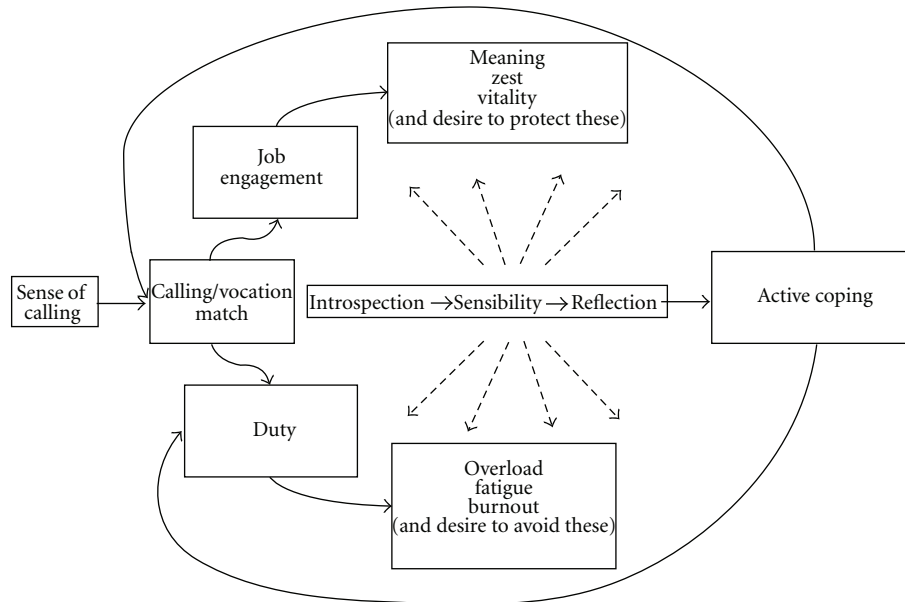 Meaning
zest
vitality
(and desire to protect these)
Job
engagement
Sense of
calling
Calling/vocation
match
Introspection → Sensibility → Reflection
Active coping
Duty
Overload
fatigue
burnout
(and desire to avoid these)